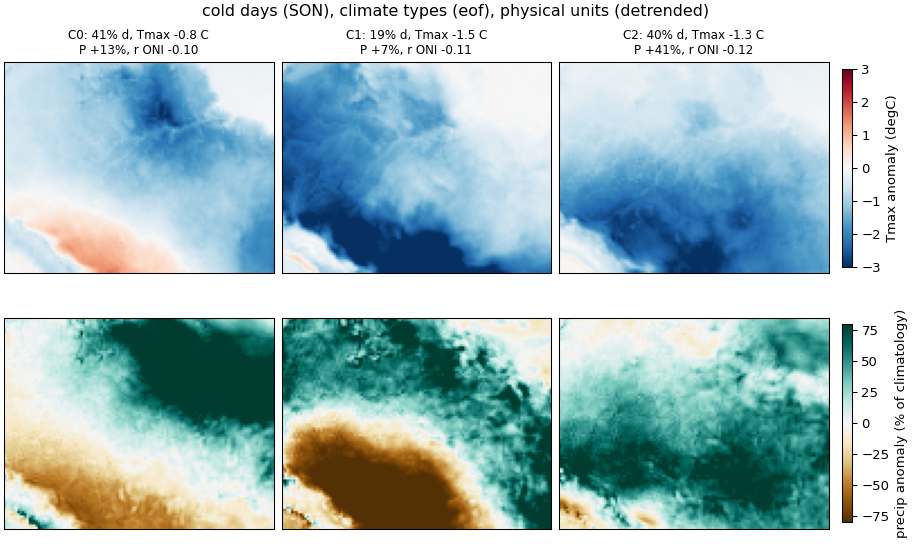 cold days (SON), climate types (eof), physical units (detrended)
C0: 41% d, Tmax -0.8 C
P +13%, r ONI -0.10
C1: 19% d, Tmax -1.5 C
P +7%, r ONI -0.11
C2: 40% d, Tmax -1.3 C
P +41%, r ONI -0.12
3
2
1
0
−1
−2
−3
Tmax anomaly (degC)
75
50
25
0
−25
−50
−75
precip anomaly (% of climatology)